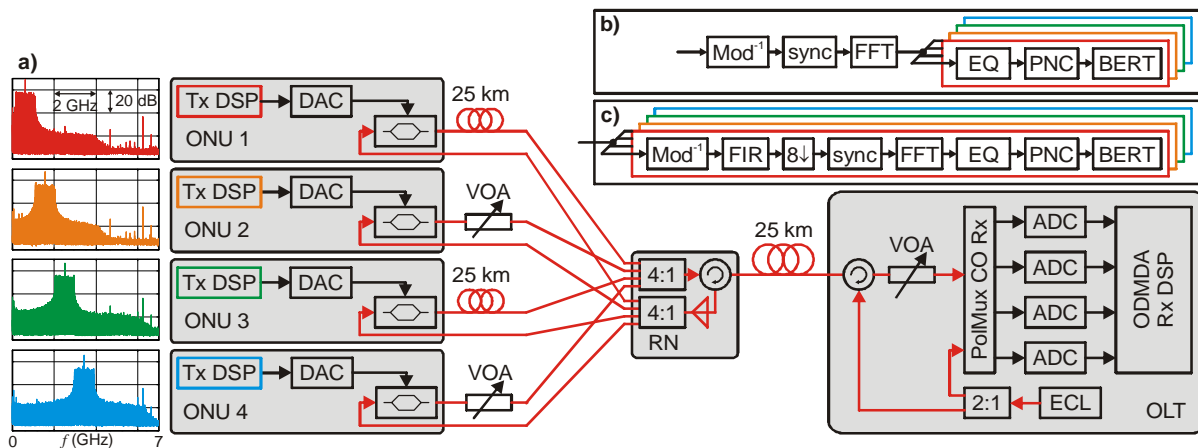 a)
2 GHz
20 dB
0
f (GHz)
7
Tx DSP
DAC
ONU 1
25 km
Tx DSP
DAC
ONU 2
VOA
Tx DSP
DAC
ONU 3
25 km
Tx DSP
DAC
ONU 4
VOA
4:1
4:1
RN
25 km
b)
Mod⁻¹
sync
FFT
EQ
PNC
BERT
c)
Mod⁻¹
FIR
8↓
sync
FFT
EQ
PNC
BERT
VOA
PolMux CO Rx
ADC
ADC
ADC
ADC
ODMDA
Rx DSP
2:1
ECL
OLT